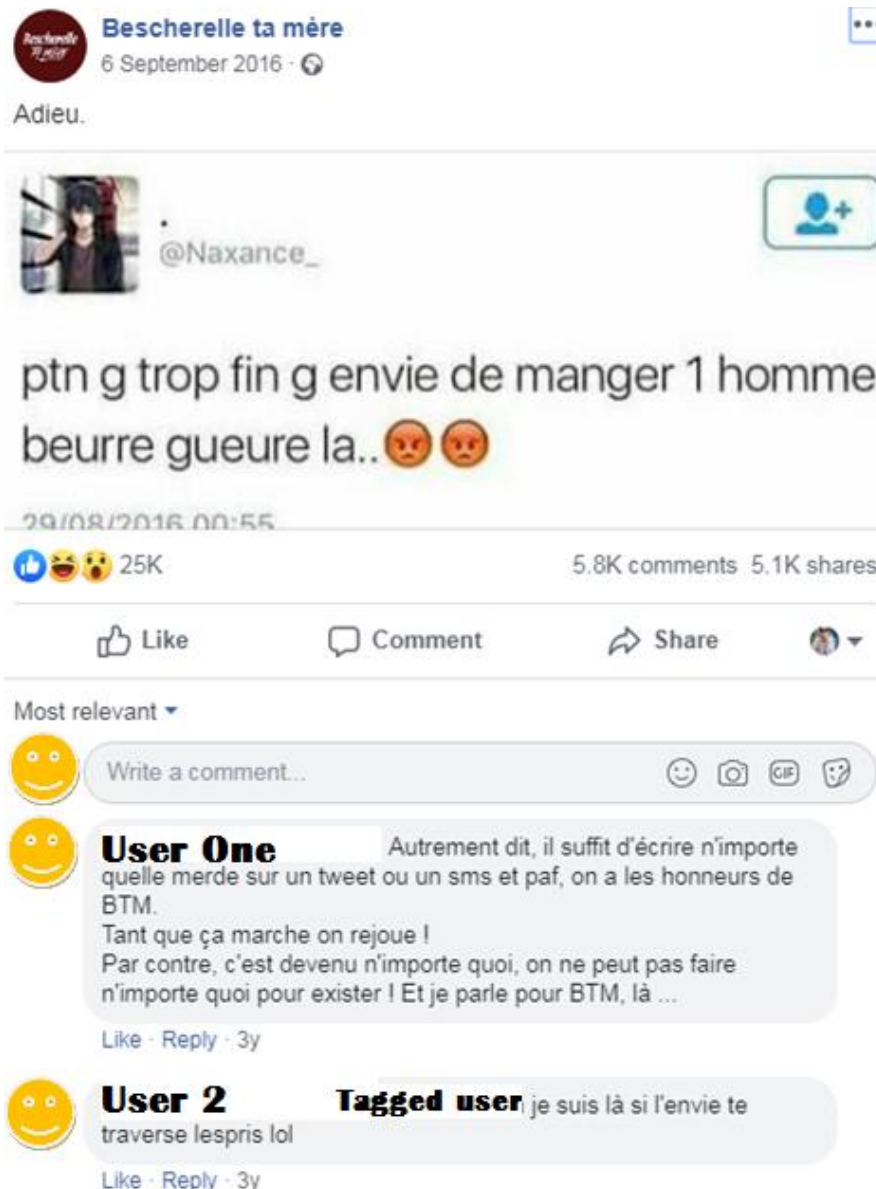 Bescherelle ta mère
6 September 2016 ·
Adieu.
.
@Naxance_
ptn g trop fin g envie de manger 1 homme
beurre gueure la..😡😡
29/08/2016 00:55
25K
5.8K comments 5.1K shares
Like
Comment
Share
Most relevant
Write a comment...
GIF
User One Autrement dit, il suffit d'écrire n'importe
quelle merde sur un tweet ou un sms et paf, on a les honneurs de
BTM.
Tant que ça marche on rejoue !
Par contre, c'est devenu n'importe quoi, on ne peut pas faire
n'importe quoi pour exister ! Et je parle pour BTM, là ...
Like · Reply · 3y
User 2 Tagged user je suis là si l'envie te
traverse lespris lol
Like · Reply · 3y